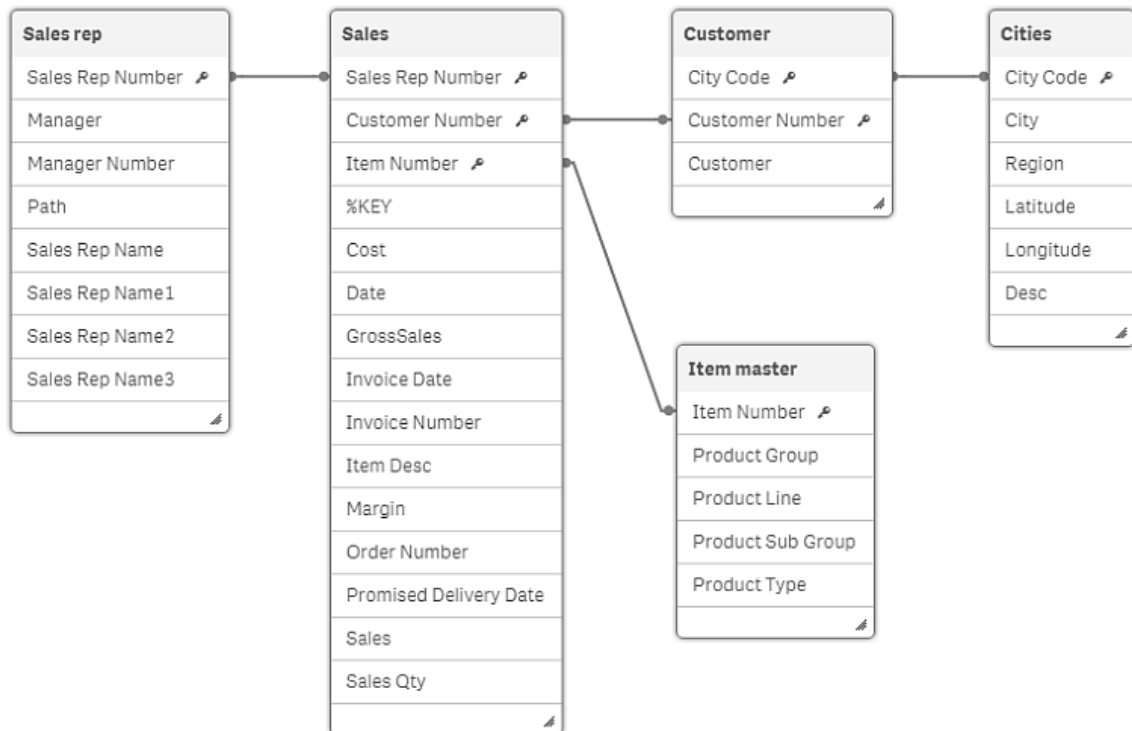 Sales rep
Sales Rep Number
Manager
Manager Number
Path
Sales Rep Name
Sales Rep Name1
Sales Rep Name2
Sales Rep Name3
Sales
Sales Rep Number
Customer Number
Item Number
%KEY
Cost
Date
GrossSales
Invoice Date
Invoice Number
Item Desc
Margin
Order Number
Promised Delivery Date
Sales
Sales Qty
Customer
City Code
Customer Number
Customer
Cities
City Code
City
Region
Latitude
Longitude
Desc
Item master
Item Number
Product Group
Product Line
Product Sub Group
Product Type